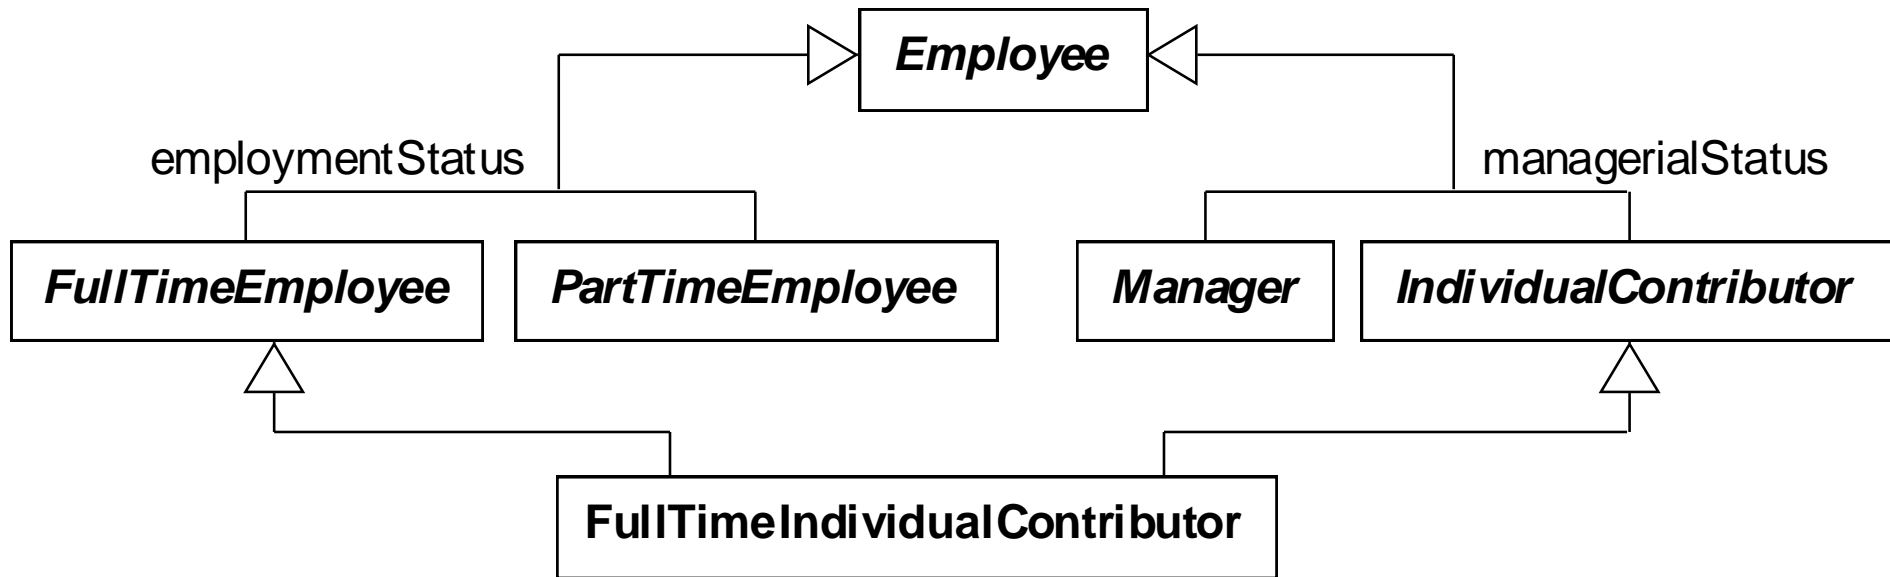 Employee
employmentStatus
managerialStatus
FullTimeEmployee
PartTimeEmployee
Manager
IndividualContributor
FullTimeIndividualContributor